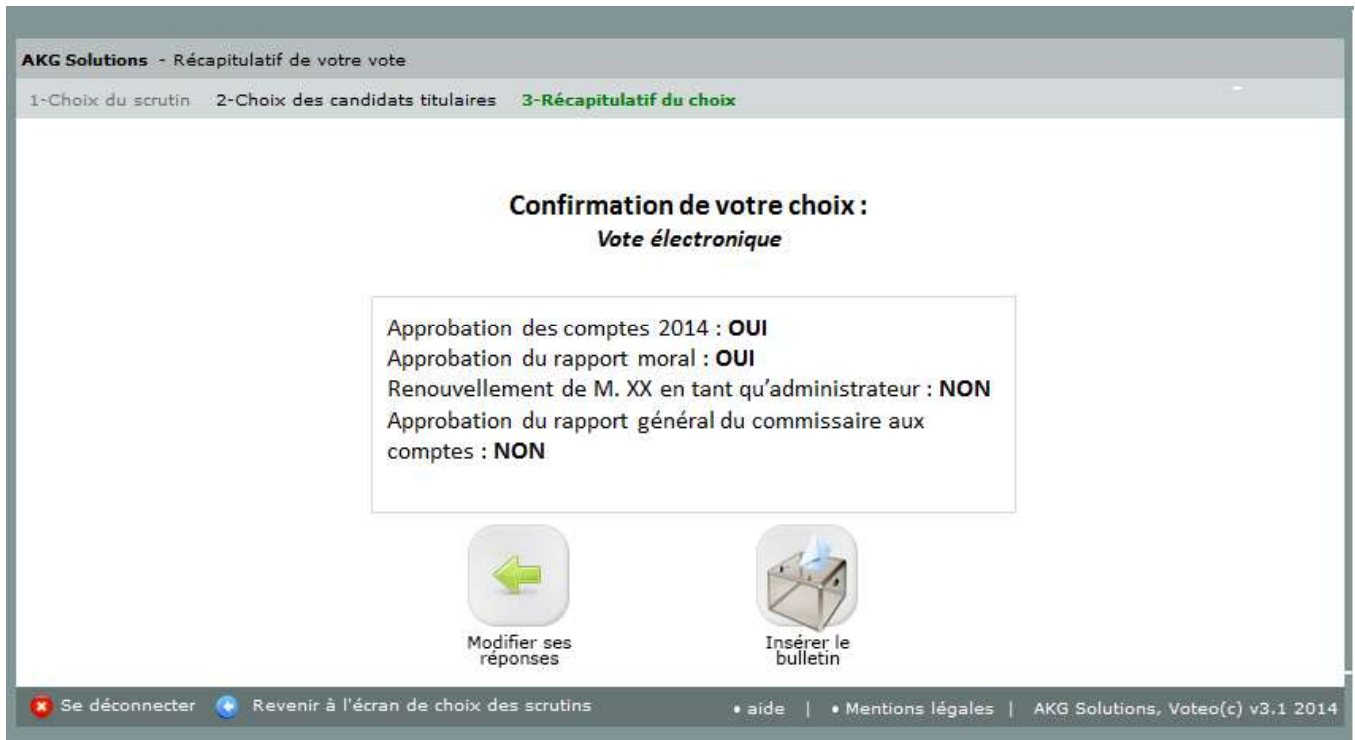 AKG Solutions - Récapitulatif de votre vote
1-Choix du scrutin 2-Choix des candidats titulaires 3-Récapitulatif du choix
Confirmation de votre choix :
Vote électronique
Approbation des comptes 2014 : OUI
Approbation du rapport moral : OUI
Renouvellement de M. XX en tant qu'administrateur : NON
Approbation du rapport général du commissaire aux
comptes : NON
Modifier ses
réponses
Insérer le
bulletin
Se déconnecter Revenir à l'écran de choix des scrutins • aide | • Mentions légales | AKG Solutions, Voteo(c) v3.1 2014